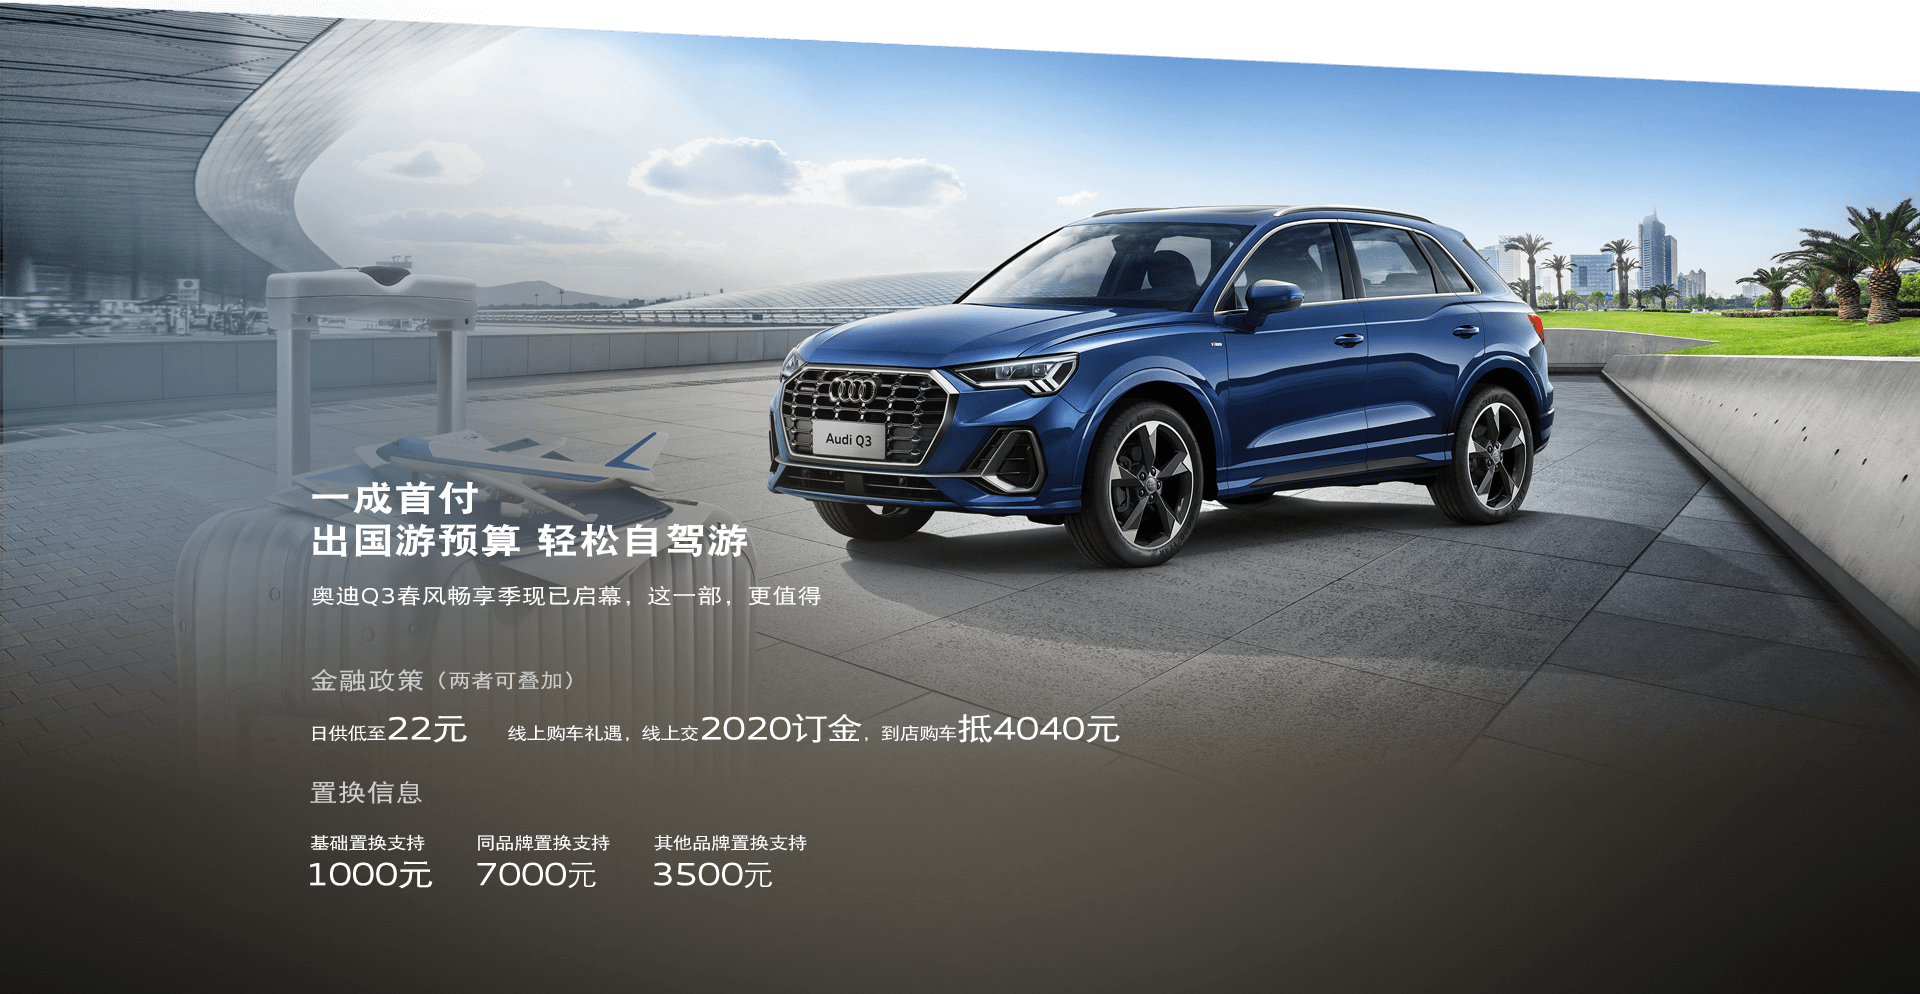 Audi Q3
一成首付
出国游预算 轻松自驾游
奥迪Q3春风畅享季现已启幕，这一部，更值得
金融政策（两者可叠加）
日供低至22元 线上购车礼遇，线上交2020订金，到店购车抵4040元
置换信息
基础置换支持 同品牌置换支持 其他品牌置换支持
1000元 7000元 3500元